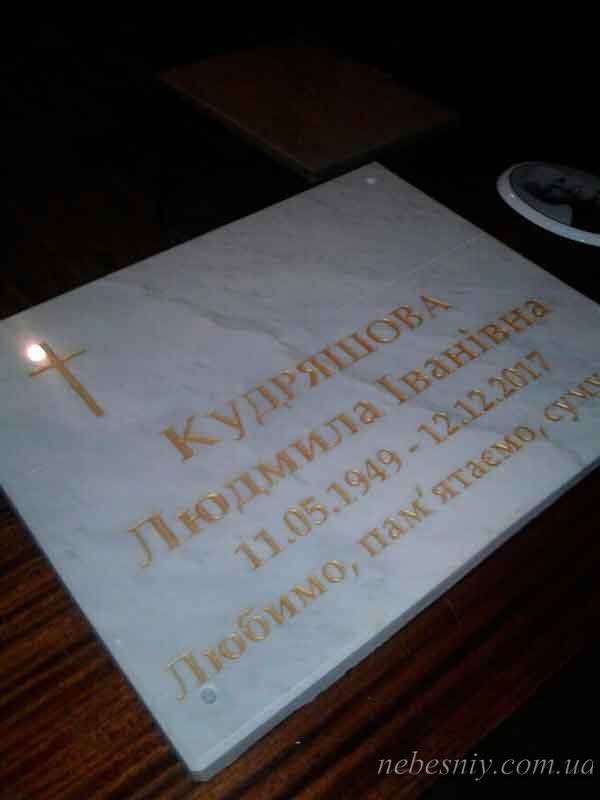 Кудряшова
Людмила Іванівна
11.05.1949 - 12.12.2017
Любимо, пам'ятаємо,
nebesniy.com.ua